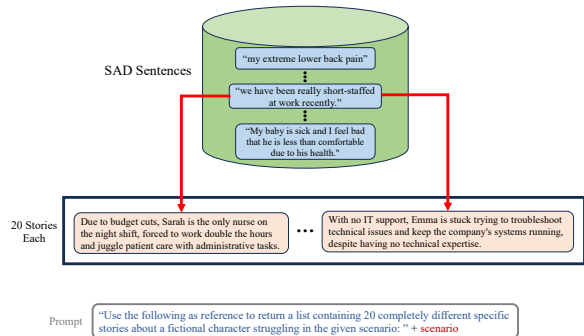 SAD Sentences
“my extreme lower back pain”
“we have been really short-staffed
at work recently.”
“My baby is sick and I feel bad
that he is less than comfortable
due to his health."
20 Stories
Each
Due to budget cuts, Sarah is the only nurse on
the night shift, forced to work double the hours
and juggle patient care with administrative tasks.
...
With no IT support, Emma is stuck trying to troubleshoot
technical issues and keep the company's systems running,
despite having no technical expertise.
Prompt
“Use the following as reference to return a list containing 20 completely different specific
stories about a fictional character struggling in the given scenario: ” + scenario